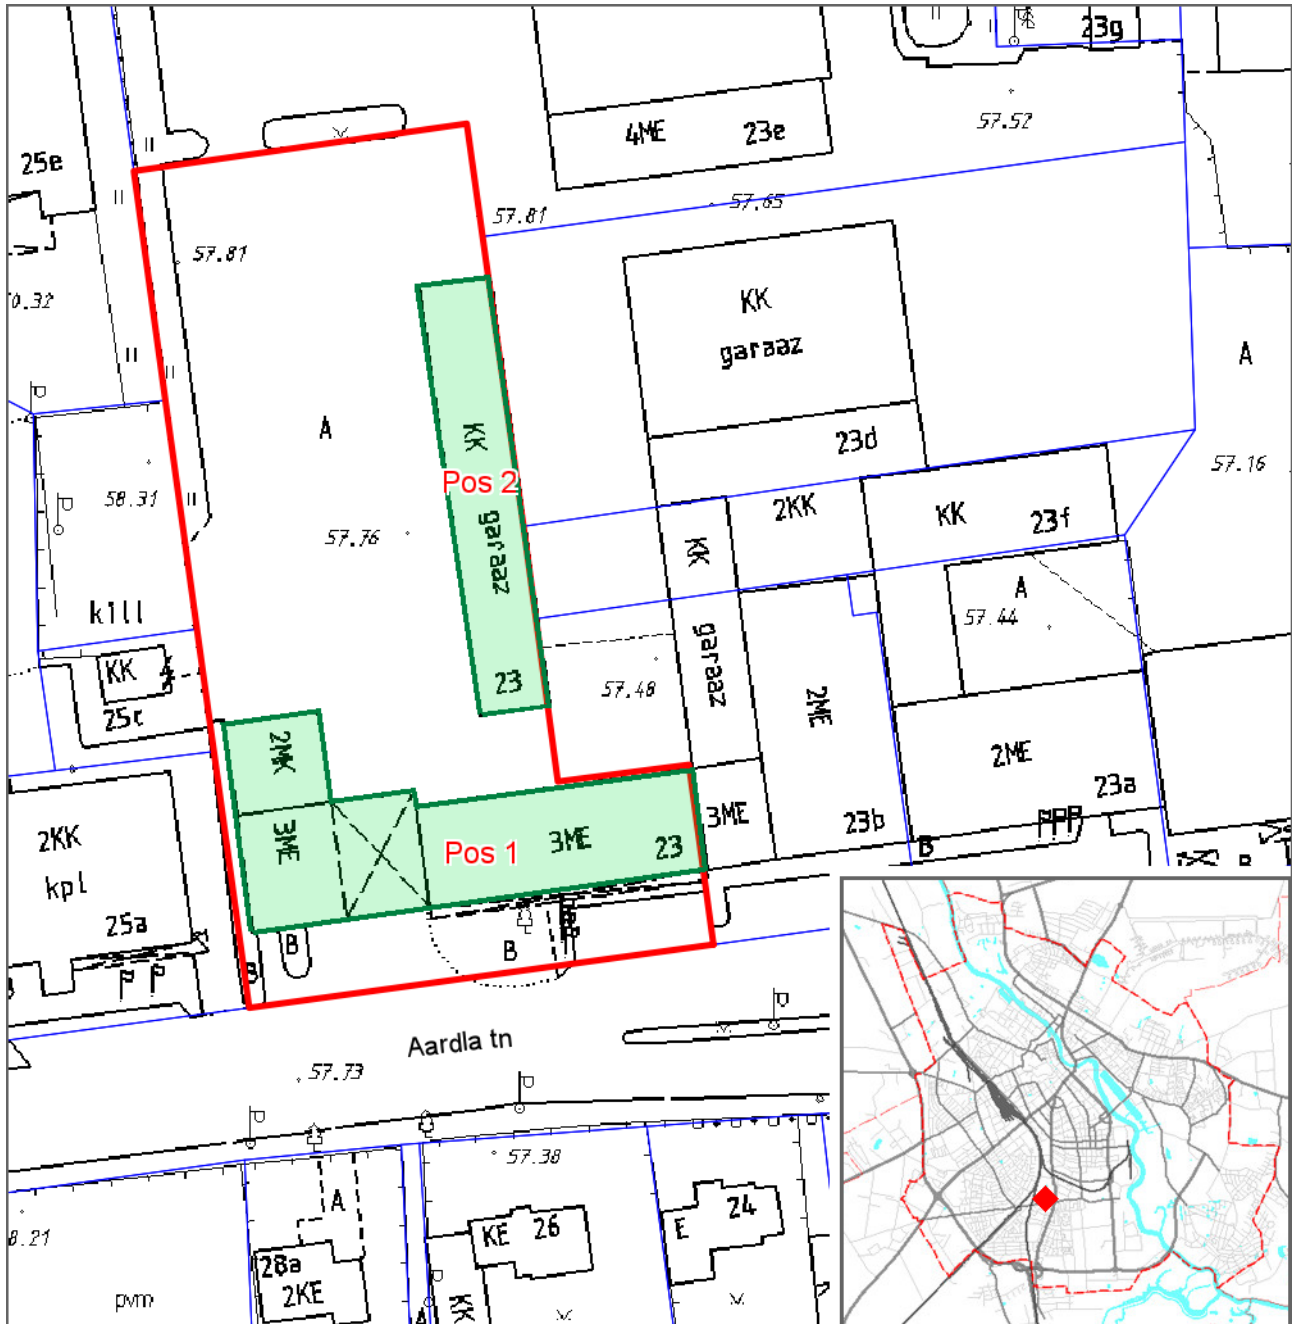 23g
57.52
4ME 23e
25e
57.65
57.81
57.81
0.32
KK
garaaz
A
A
KK
23d
57.16
Pos 2
58.31
57.76
garaaz
2KK
KK
23f
KK
kill
A
57.44
KK
25c
23
57.48
garaaz
2ME
2MK
2ME
23a
3ME
3ME
23
3ME
23b
Pos 1
2KK
kpl
25a
B
B
B
B
Aardla tn
57.73
57.38
A
8.21
28a
2KE
pvm
KE 26
E 24
KK